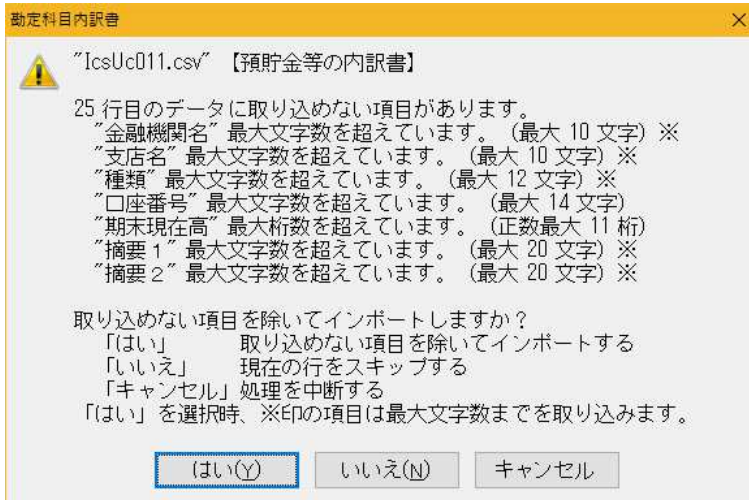 勘定科目内訳書
"IcsUc011.csv" 【預貯金等の内訳書】
25 行目のデータに取り込めない項目があります。
"金融機関名" 最大文字数を超えています。 (最大 10 文字) ※
"支店名" 最大文字数を超えています。 (最大 10 文字) ※
"種類" 最大文字数を超えています。 (最大 12 文字) ※
"口座番号" 最大文字数を超えています。 (最大 14 文字)
"期末現在高" 最大桁数を超えています。 (正数最大 11 桁)
"摘要１" 最大文字数を超えています。 (最大 20 文字) ※
"摘要２" 最大文字数を超えています。 (最大 20 文字) ※
取り込めない項目を除いてインポートしますか？
「はい」 取り込めない項目を除いてインポートする
「いいえ」 現在の行をスキップする
「キャンセル」処理を中断する
「はい」を選択時、※印の項目は最大文字数までを取り込みます。
はい(Y) いいえ(N) キャンセル